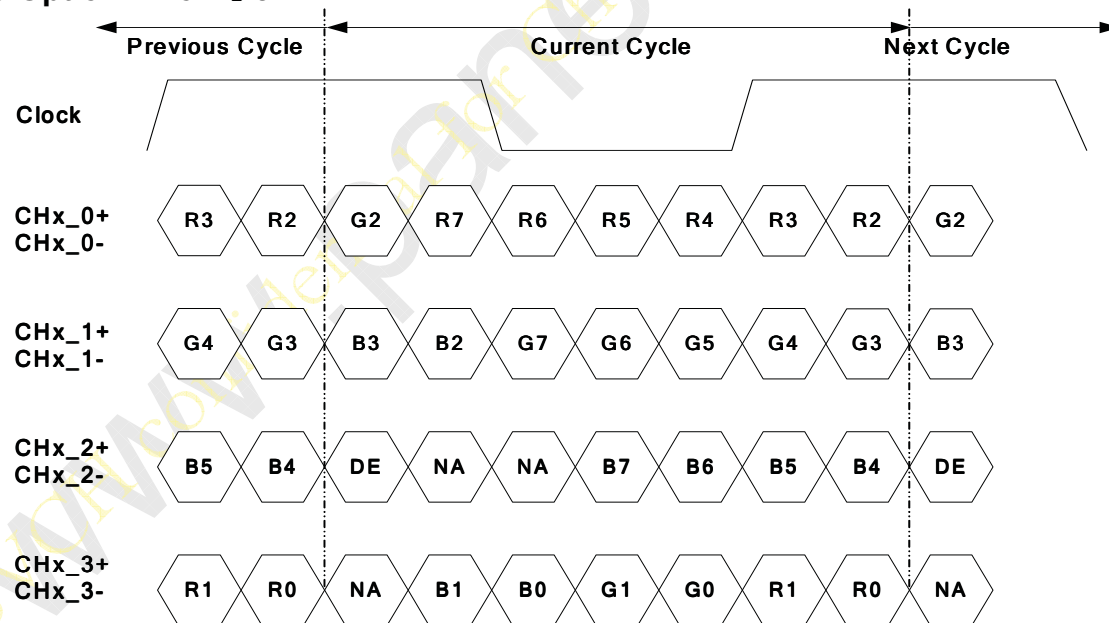 Previous Cycle Current Cycle Next Cycle
Clock
CHx_0+ R3 R2 G2 R7 R6 R5 R4 R3 R2 G2
CHx_0-
CHx_1+ G4 G3 B3 B2 G7 G6 G5 G4 G3 B3
CHx_1-
CHx_2+ B5 B4 DE NA NA B7 B6 B5 B4 DE
CHx_2-
CHx_3+ R1 R0 NA B1 B0 G1 G0 R1 R0 NA
CHx_3-